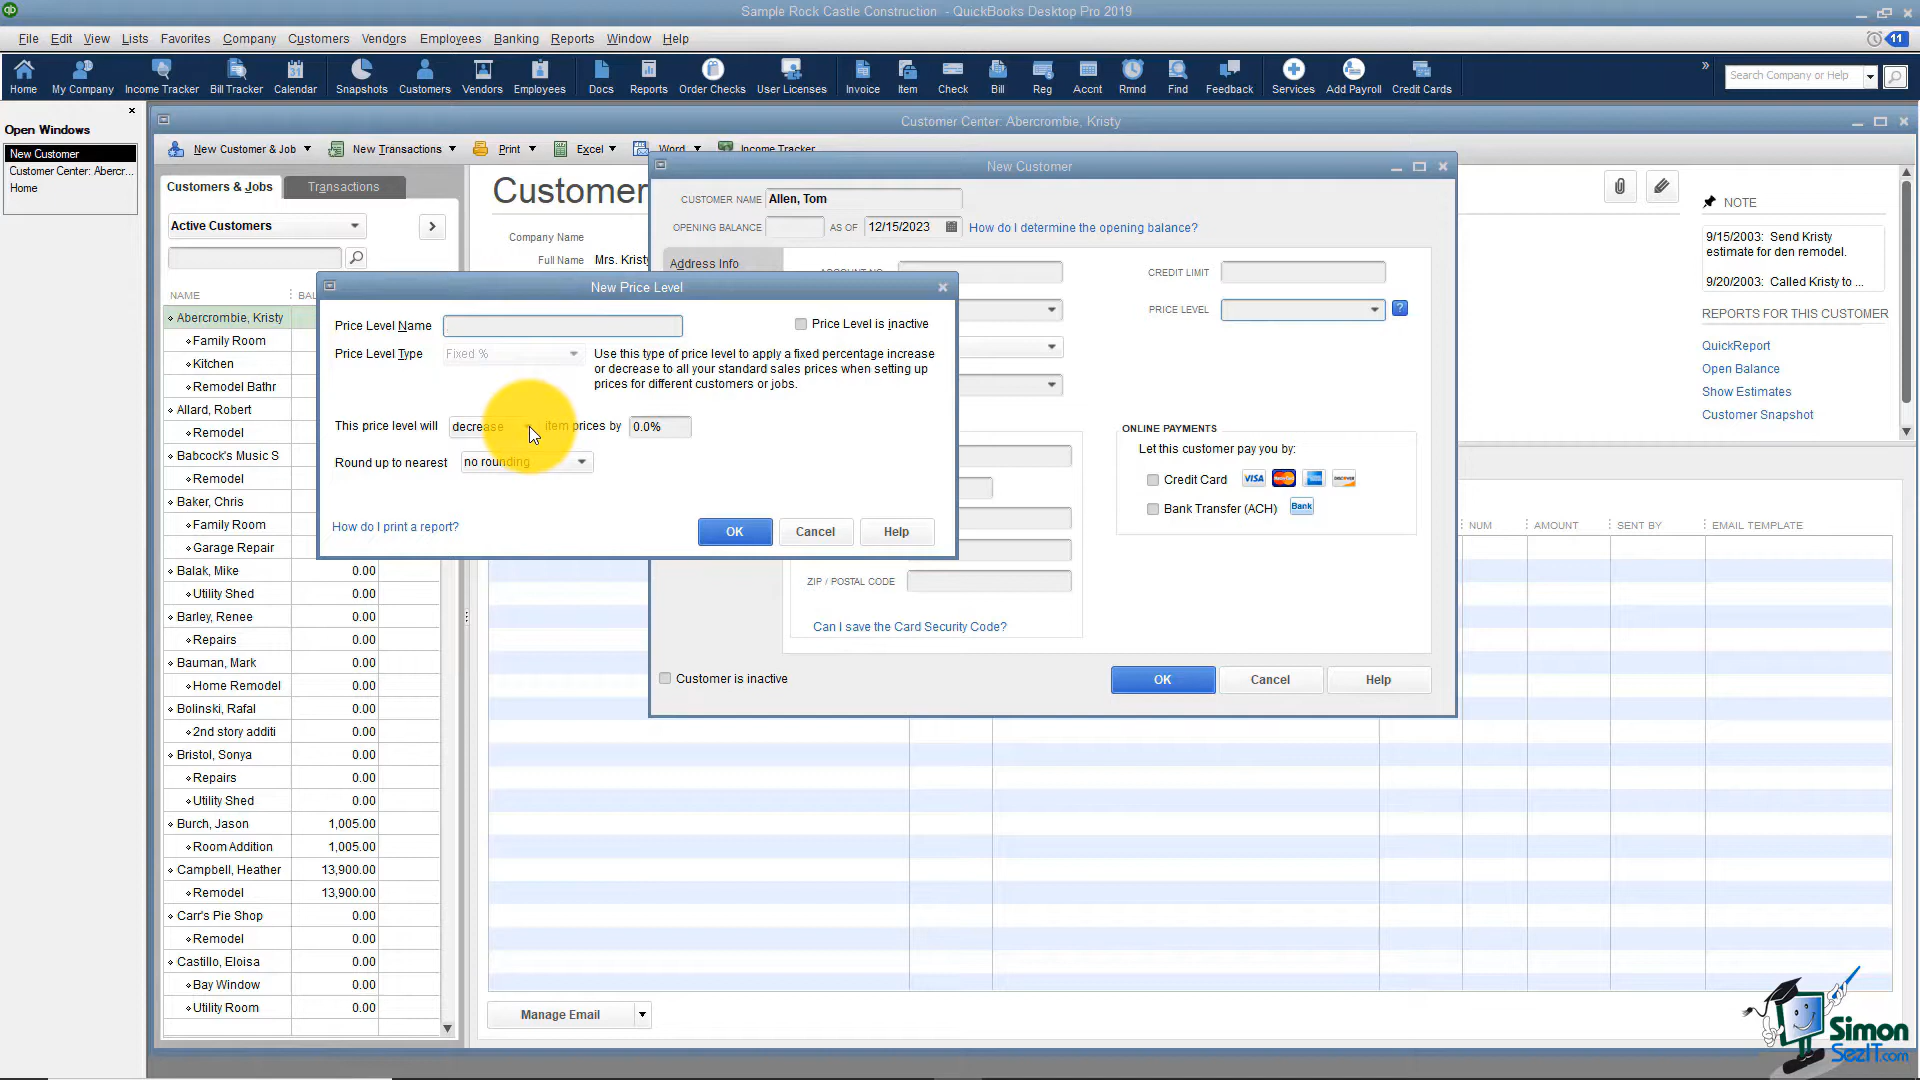 Sample Rock Castle Construction - QuickBooks Desktop Pro 2019
File Edit View Lists Favorites Company Customers Vendors Employees Banking Reports Window Help
11
Home My Company Income Tracker Bill Tracker Calendar Snapshots Customers Vendors Employees Docs Reports Order Checks User Licenses Invoice Item Check Bill Reg Accnt Rmnd Find Feedback Services Add Payroll Credit Cards
Search Company or Help
Open Windows
New Customer
Customer Center: Abercr...
Home
Customer Center: Abercrombie, Kristy
New Customer & Job New Transactions Print Excel Word Income Tracker
Customers & Jobs Transactions
Active Customers
NAME BAL
Abercrombie, Kristy
Family Room
Kitchen
Remodel Bathr
Allard, Robert
Remodel
Babcock's Music S
Remodel
Baker, Chris
Family Room
Garage Repair
Balak, Mike 0.00
Utility Shed 0.00
Barley, Renee 0.00
Repairs 0.00
Bauman, Mark 0.00
Home Remodel 0.00
Bolinski, Rafal 0.00
2nd story additi 0.00
Bristol, Sonya 0.00
Repairs 0.00
Utility Shed 0.00
Burch, Jason 1,005.00
Room Addition 1,005.00
Campbell, Heather 13,900.00
Remodel 13,900.00
Carr's Pie Shop 0.00
Remodel 0.00
Castillo, Eloisa 0.00
Bay Window 0.00
Utility Room 0.00
Customer
Company Name
Full Name Mrs. Kristy
New Customer
CUSTOMER NAME Allen, Tom
OPENING BALANCE AS OF 12/15/2023 How do I determine the opening balance?
Address Info
ACCOUNT NO.
CREDIT LIMIT
PRICE LEVEL ?
ONLINE PAYMENTS
Let this customer pay you by:
Credit Card VISA MasterCard DISCOVER
Bank Transfer (ACH) Bank
ZIP / POSTAL CODE
Can I save the Card Security Code?
Customer is inactive
OK Cancel Help
New Price Level
Price Level Name
Price Level is inactive
Price Level Type Fixed %
Use this type of price level to apply a fixed percentage increase
or decrease to all your standard sales prices when setting up
prices for different customers or jobs.
This price level will decrease item prices by 0.0%
Round up to nearest no rounding
How do I print a report?
OK Cancel Help
NOTE
9/15/2003: Send Kristy
estimate for den remodel.
9/20/2003: Called Kristy to ...
REPORTS FOR THIS CUSTOMER
QuickReport
Open Balance
Show Estimates
Customer Snapshot
NUM AMOUNT SENT BY EMAIL TEMPLATE
Manage Email
Simon
SezIT.com